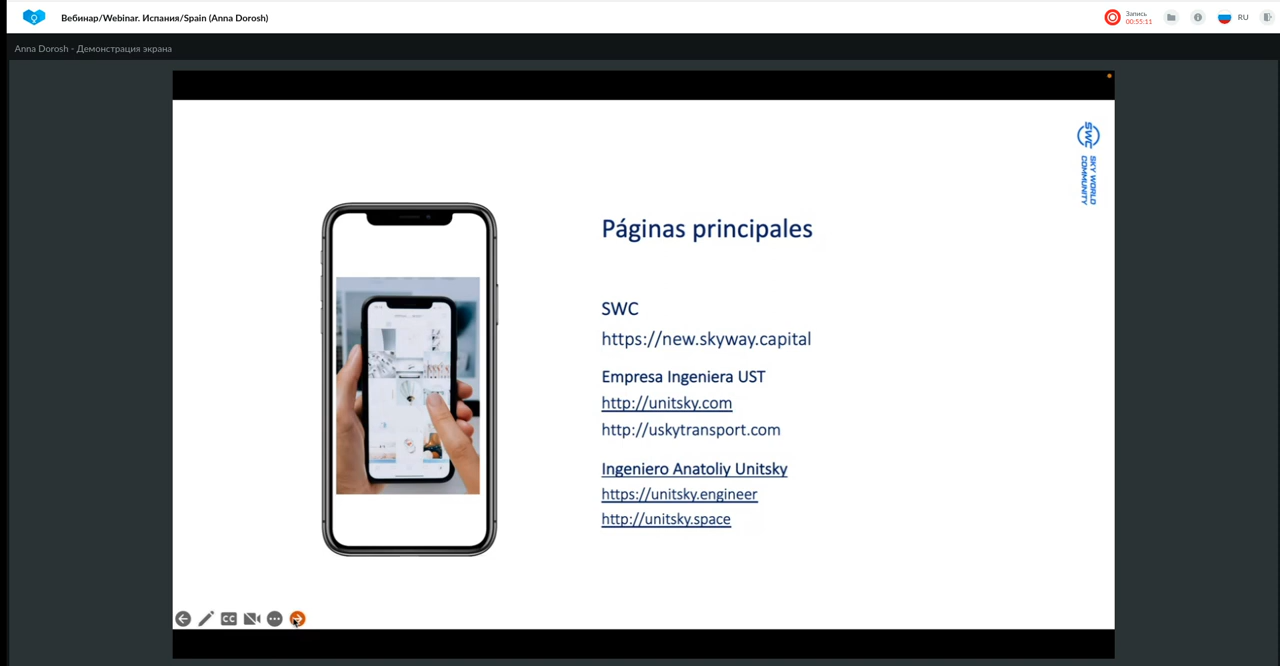 Вебинар/Webinar. Испания/Spain (Anna Dorosh)
Запись
00:55:11
RU
Anna Dorosh - Демонстрация экрана
SWC
SKY WORLD
COMMUNITY
Páginas principales
SWC
https://new.skyway.capital
Empresa Ingeniera UST
http://unitsky.com
http://uskytransport.com
Ingeniero Anatoliy Unitsky
https://unitsky.engineer
http://unitsky.space
CC